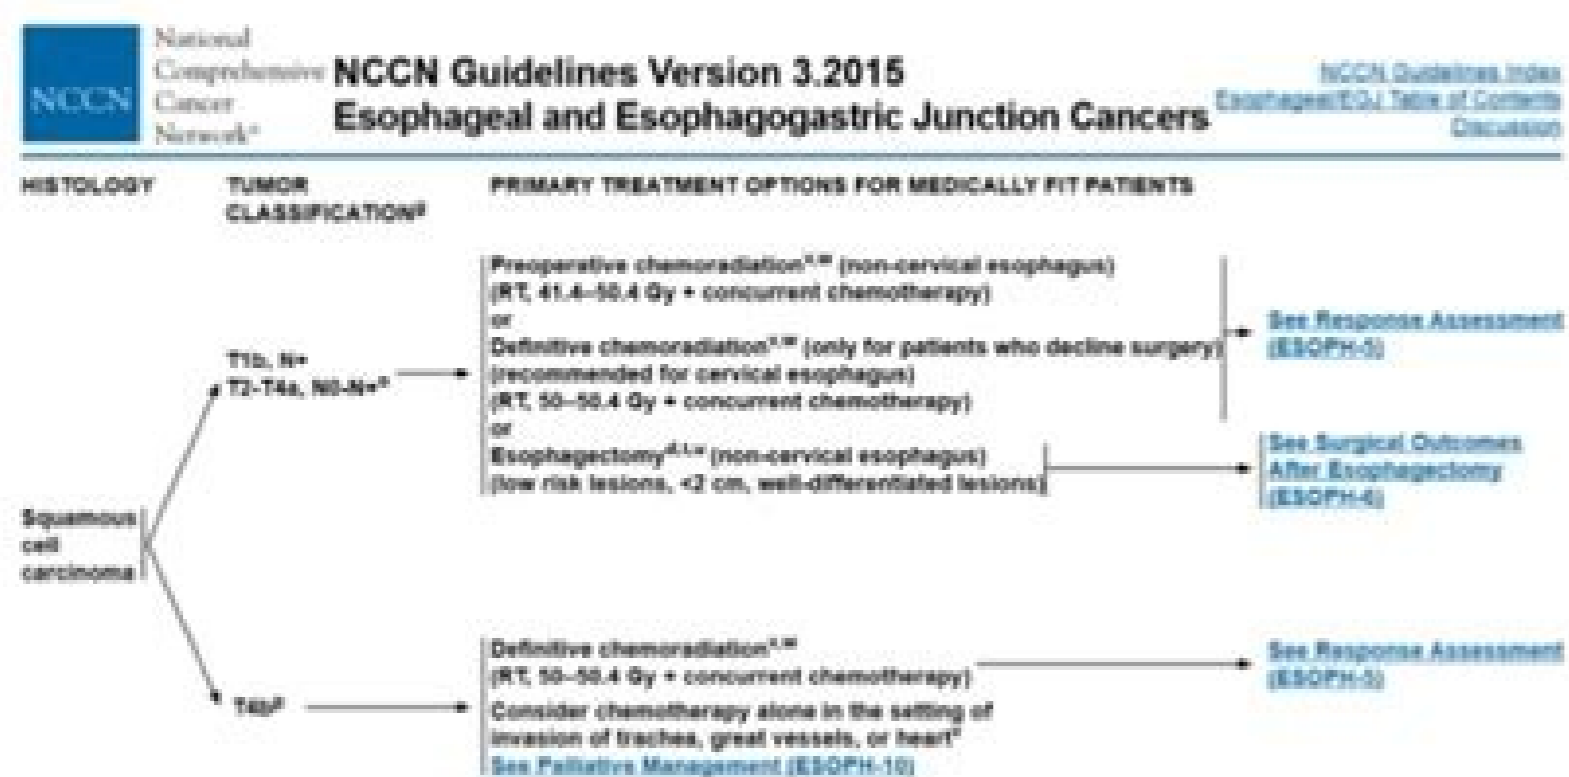 NCCN
National
Comprehensive
Cancer
Network®
NCCN Guidelines Version 3.2015
Esophageal and Esophagogastric Junction Cancers
NCCN Guidelines Index
Esophageal/EGJ Table of Contents
Discussion
HISTOLOGY
TUMOR
CLASSIFICATION
PRIMARY TREATMENT OPTIONS FOR MEDICALLY FIT PATIENTS
Squamous
cell
carcinoma
T1b, N+
T2-T4a, N0-N+
Preoperative chemoradiation (non-cervical esophagus)
(RT, 41.4–50.4 Gy + concurrent chemotherapy)
or
Definitive chemoradiation (only for patients who decline surgery)
(recommended for cervical esophagus)
(RT, 50–50.4 Gy + concurrent chemotherapy)
or
Esophagectomy (non-cervical esophagus)
(low risk lesions, <2 cm, well-differentiated lesions)
See Response Assessment
(ESOPH-5)
See Surgical Outcomes
After Esophagectomy
(ESOPH-6)
T4b
Definitive chemoradiation
(RT, 50–50.4 Gy + concurrent chemotherapy)
Consider chemotherapy alone in the setting of
invasion of trachea, great vessels, or heart
See Palliative Management (ESOPH-10)
See Response Assessment
(ESOPH-5)